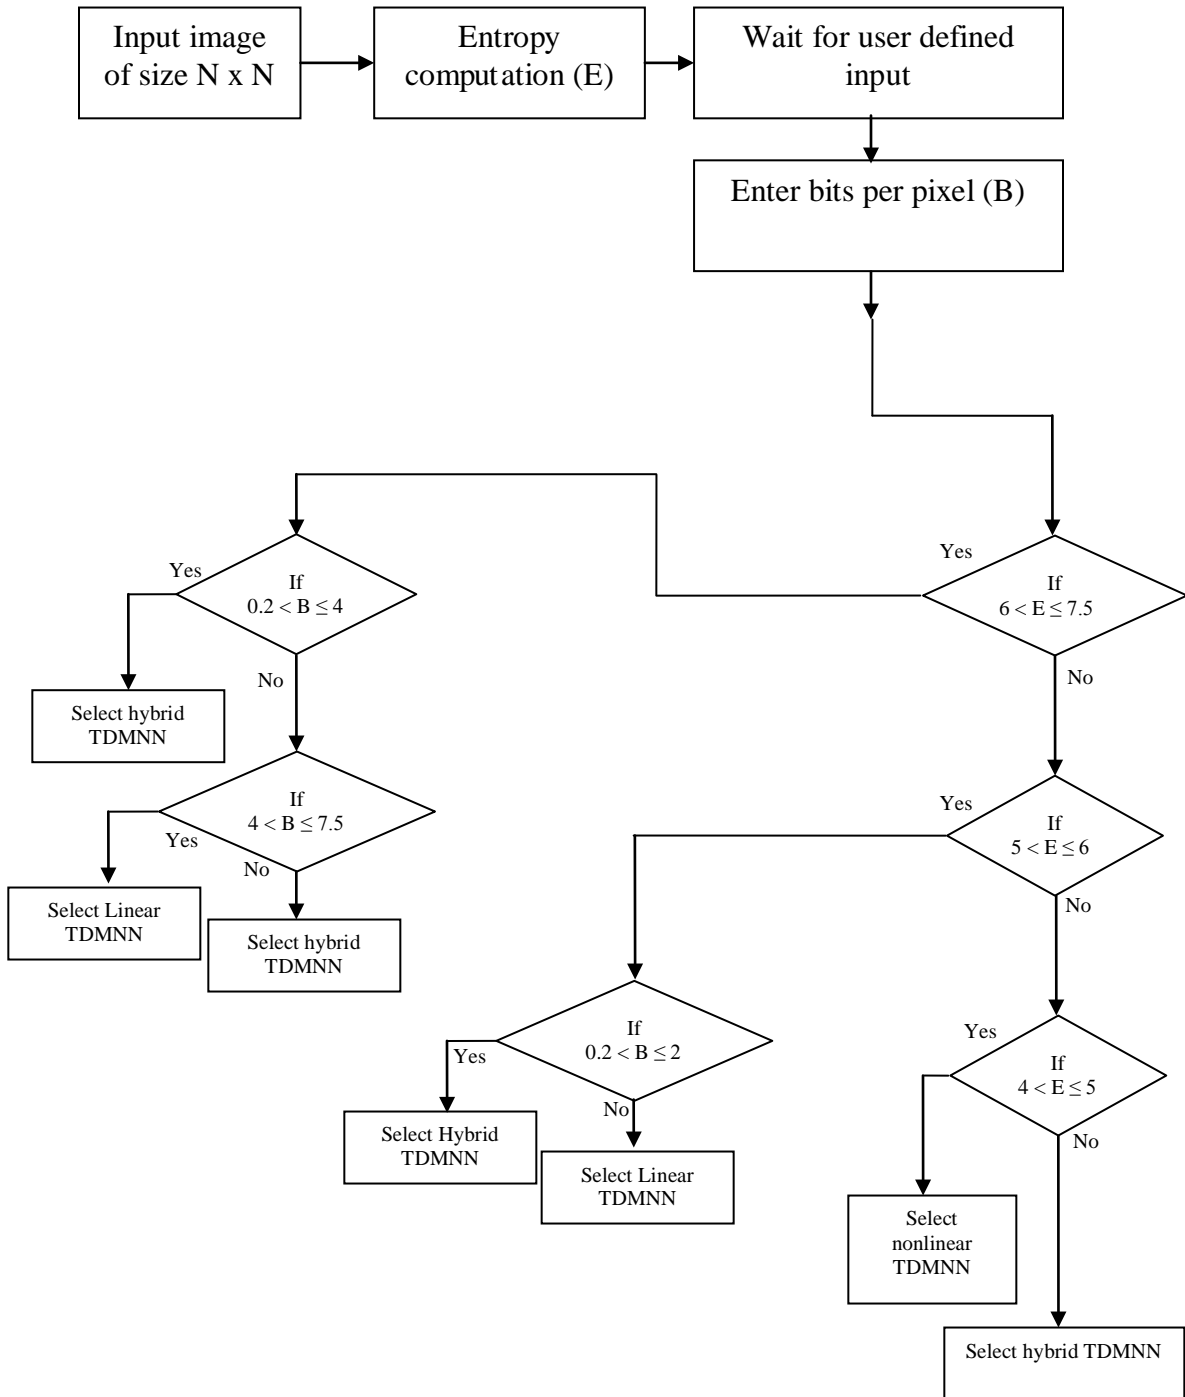 Input image
of size N x N
Entropy
computation (E)
Wait for user defined
input
Enter bits per pixel (B)
Yes
If
6 < E ≤ 7.5
No
Yes
If
0.2 < B ≤ 4
No
Select hybrid
TDMNN
If
4 < B ≤ 7.5
Yes
No
Select Linear
TDMNN
Select hybrid
TDMNN
Yes
If
5 < E ≤ 6
No
If
0.2 < B ≤ 2
Yes
No
Select Hybrid
TDMNN
Select Linear
TDMNN
Yes
If
4 < E ≤ 5
No
Select
nonlinear
TDMNN
Select hybrid TDMNN